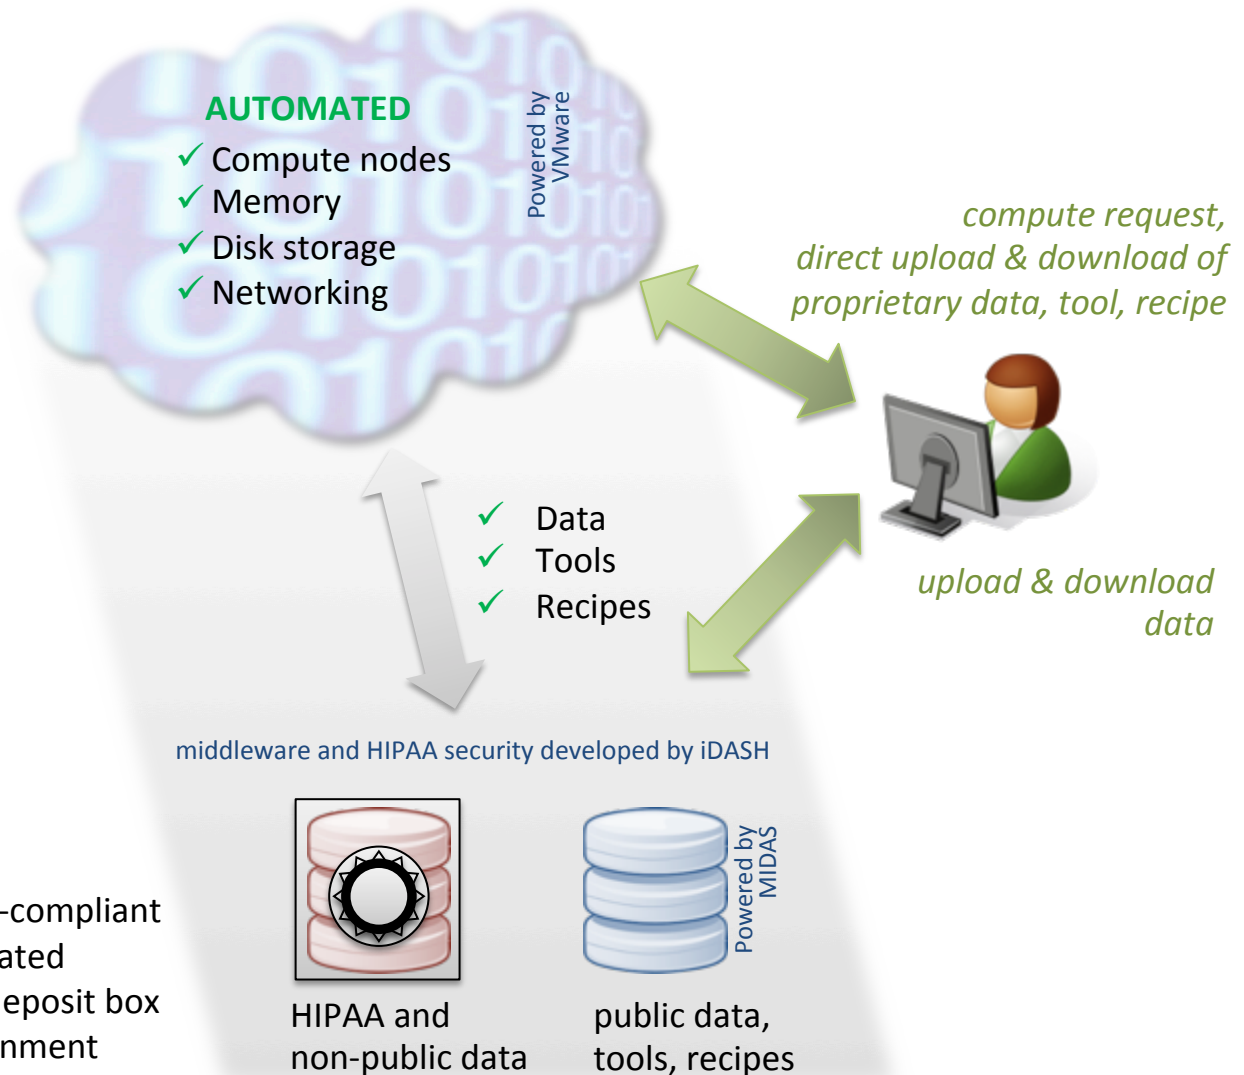 AUTOMATED
✓ Compute nodes
✓ Memory
✓ Disk storage
✓ Networking
Powered by
VMware
compute request,
direct upload & download of
proprietary data, tool, recipe
✓ Data
✓ Tools
✓ Recipes
upload & download
data
middleware and HIPAA security developed by iDASH
Powered by
MIDAS
-compliant
ated
eposit box
nment
HIPAA and
non-public data
public data,
tools, recipes